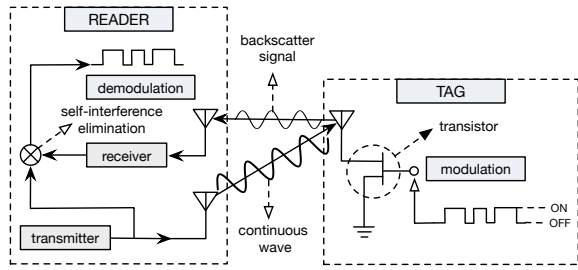 READER
backscatter
signal
demodulation
TAG
self-interference
elimination
transistor
receiver
modulation
transmitter
continuous
wave
ON
OFF